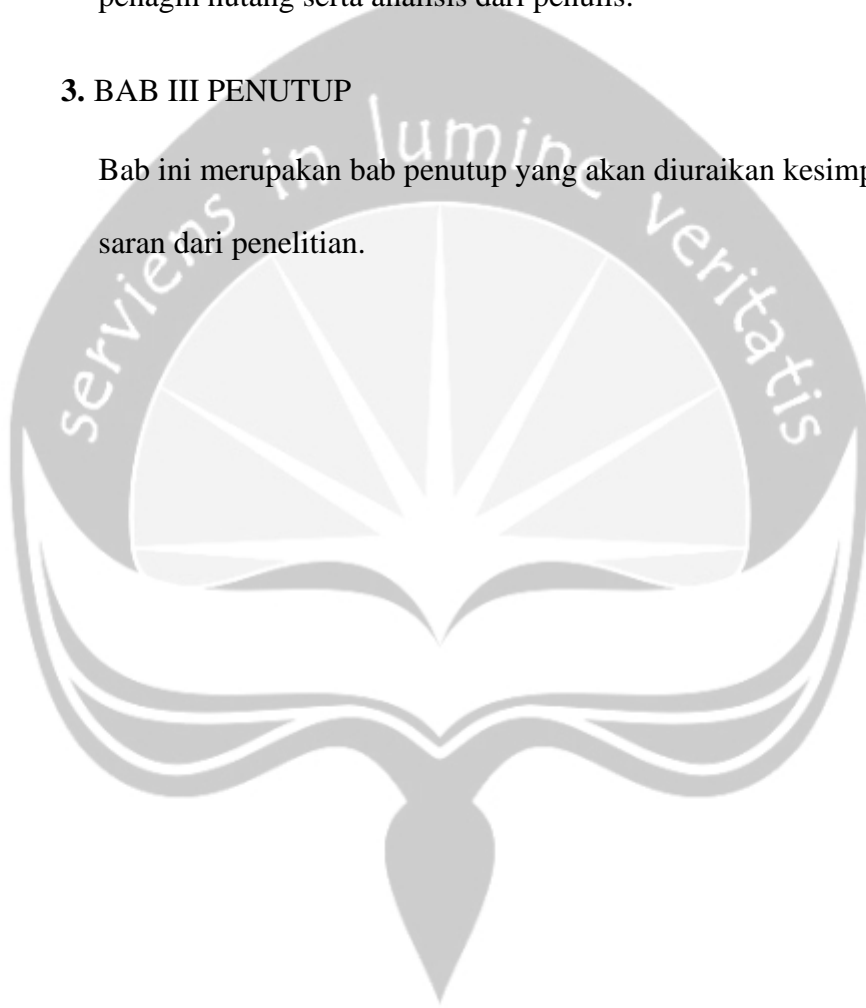 penagih hutang serta analisis dari penulis.
3. BAB III PENUTUP
Bab ini merupakan bab penutup yang akan diuraikan kesimp
saran dari penelitian.
serviens in lumine veritatis